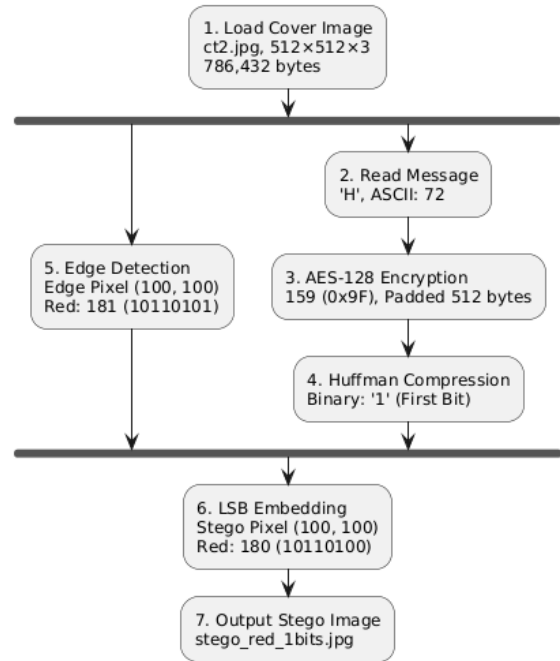 1. Load Cover Image
ct2.jpg, 512×512×3
786,432 bytes
2. Read Message
'H', ASCII: 72
3. AES-128 Encryption
159 (0x9F), Padded 512 bytes
4. Huffman Compression
Binary: '1' (First Bit)
5. Edge Detection
Edge Pixel (100, 100)
Red: 181 (10110101)
6. LSB Embedding
Stego Pixel (100, 100)
Red: 180 (10110100)
7. Output Stego Image
stego_red_1bits.jpg